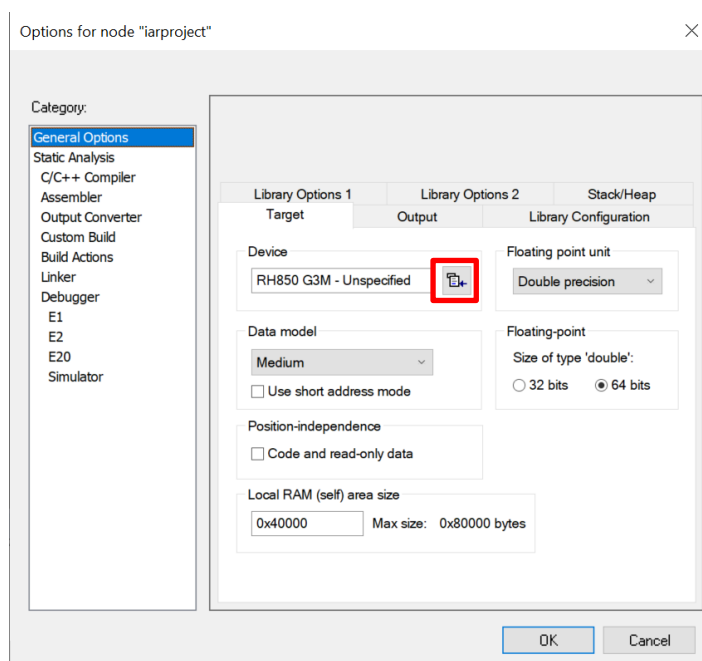 Options for node "iarproject"
Category:
General Options
Static Analysis
C/C++ Compiler
Assembler
Output Converter
Custom Build
Build Actions
Linker
Debugger
E1
E2
E20
Simulator
Library Options 1 Library Options 2 Stack/Heap
Target Output Library Configuration
Device
RH850 G3M - Unspecified
Floating point unit
Double precision
Data model
Medium
Use short address mode
Floating-point
Size of type 'double':
32 bits 64 bits
Position-independence
Code and read-only data
Local RAM (self) area size
0x40000 Max size: 0x80000 bytes
OK Cancel